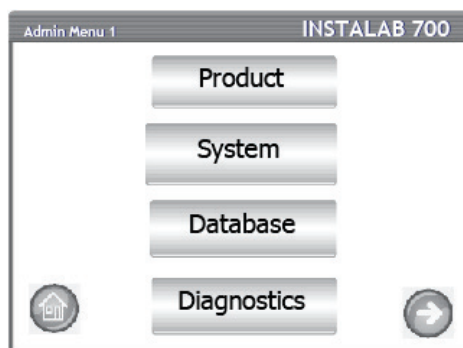 Admin Menu 1 INSTALAB 700
Product
System
Database
Diagnostics